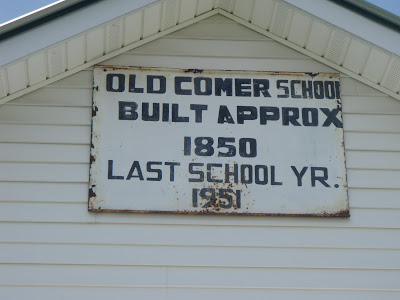 OLD COMER SCHOOL
BUILT APPROX
1850
LAST SCHOOL YR.
1951